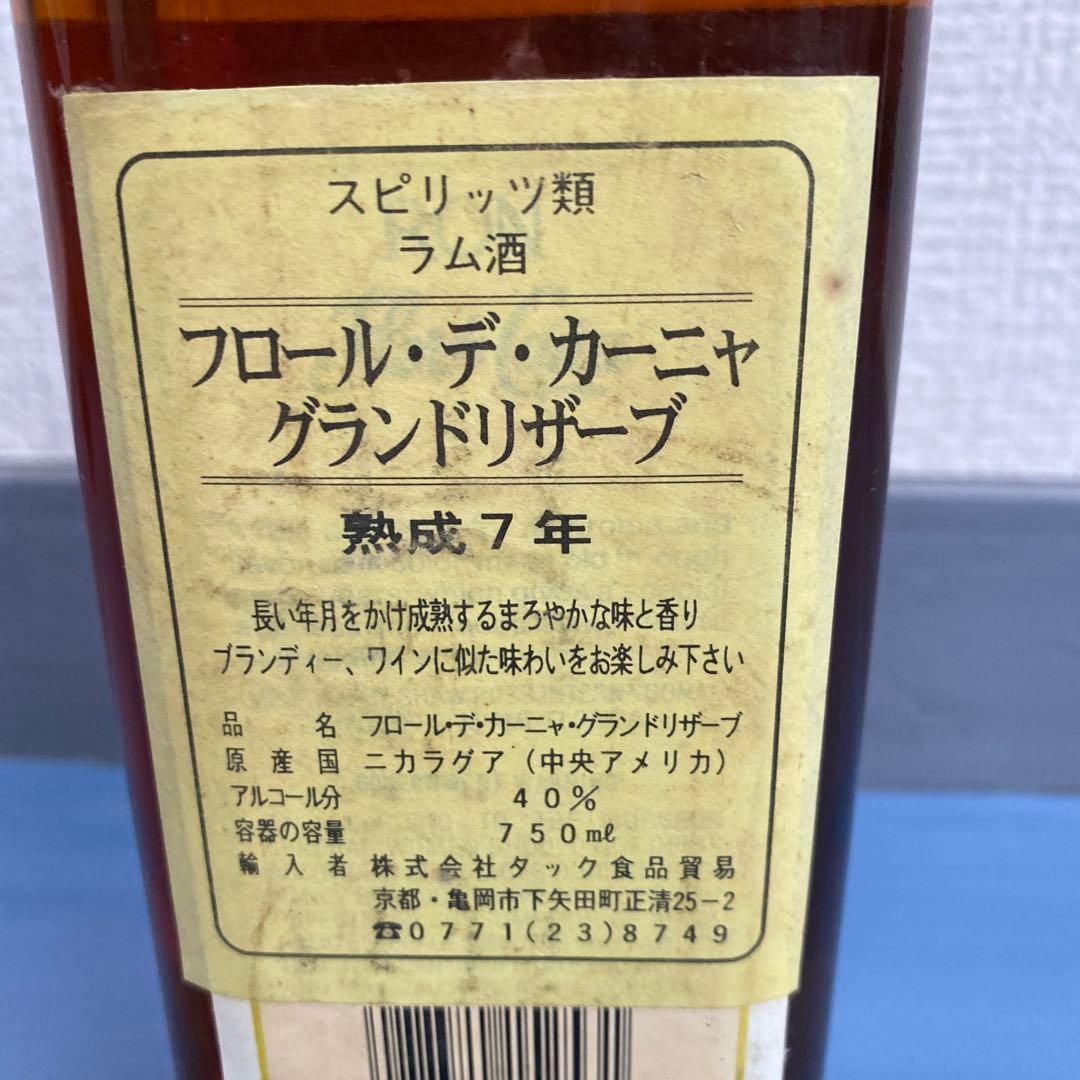 スピリッツ類
ラム酒
フロール・デ・カーニャ
グランドリザーブ
熟成7年
長い年月をかけ成熟するまろやかな味と香り
ブランディー、ワインに似た味わいをお楽しみ下さい
品名 フロール・デ・カーニャ・グランドリザーブ
原産国 ニカラグア（中央アメリカ）
アルコール分 40%
容器の容量 750ml
輸入者 株式会社タック食品貿易
京都・亀岡市下矢田町正清25-2
☎0771(23)8749